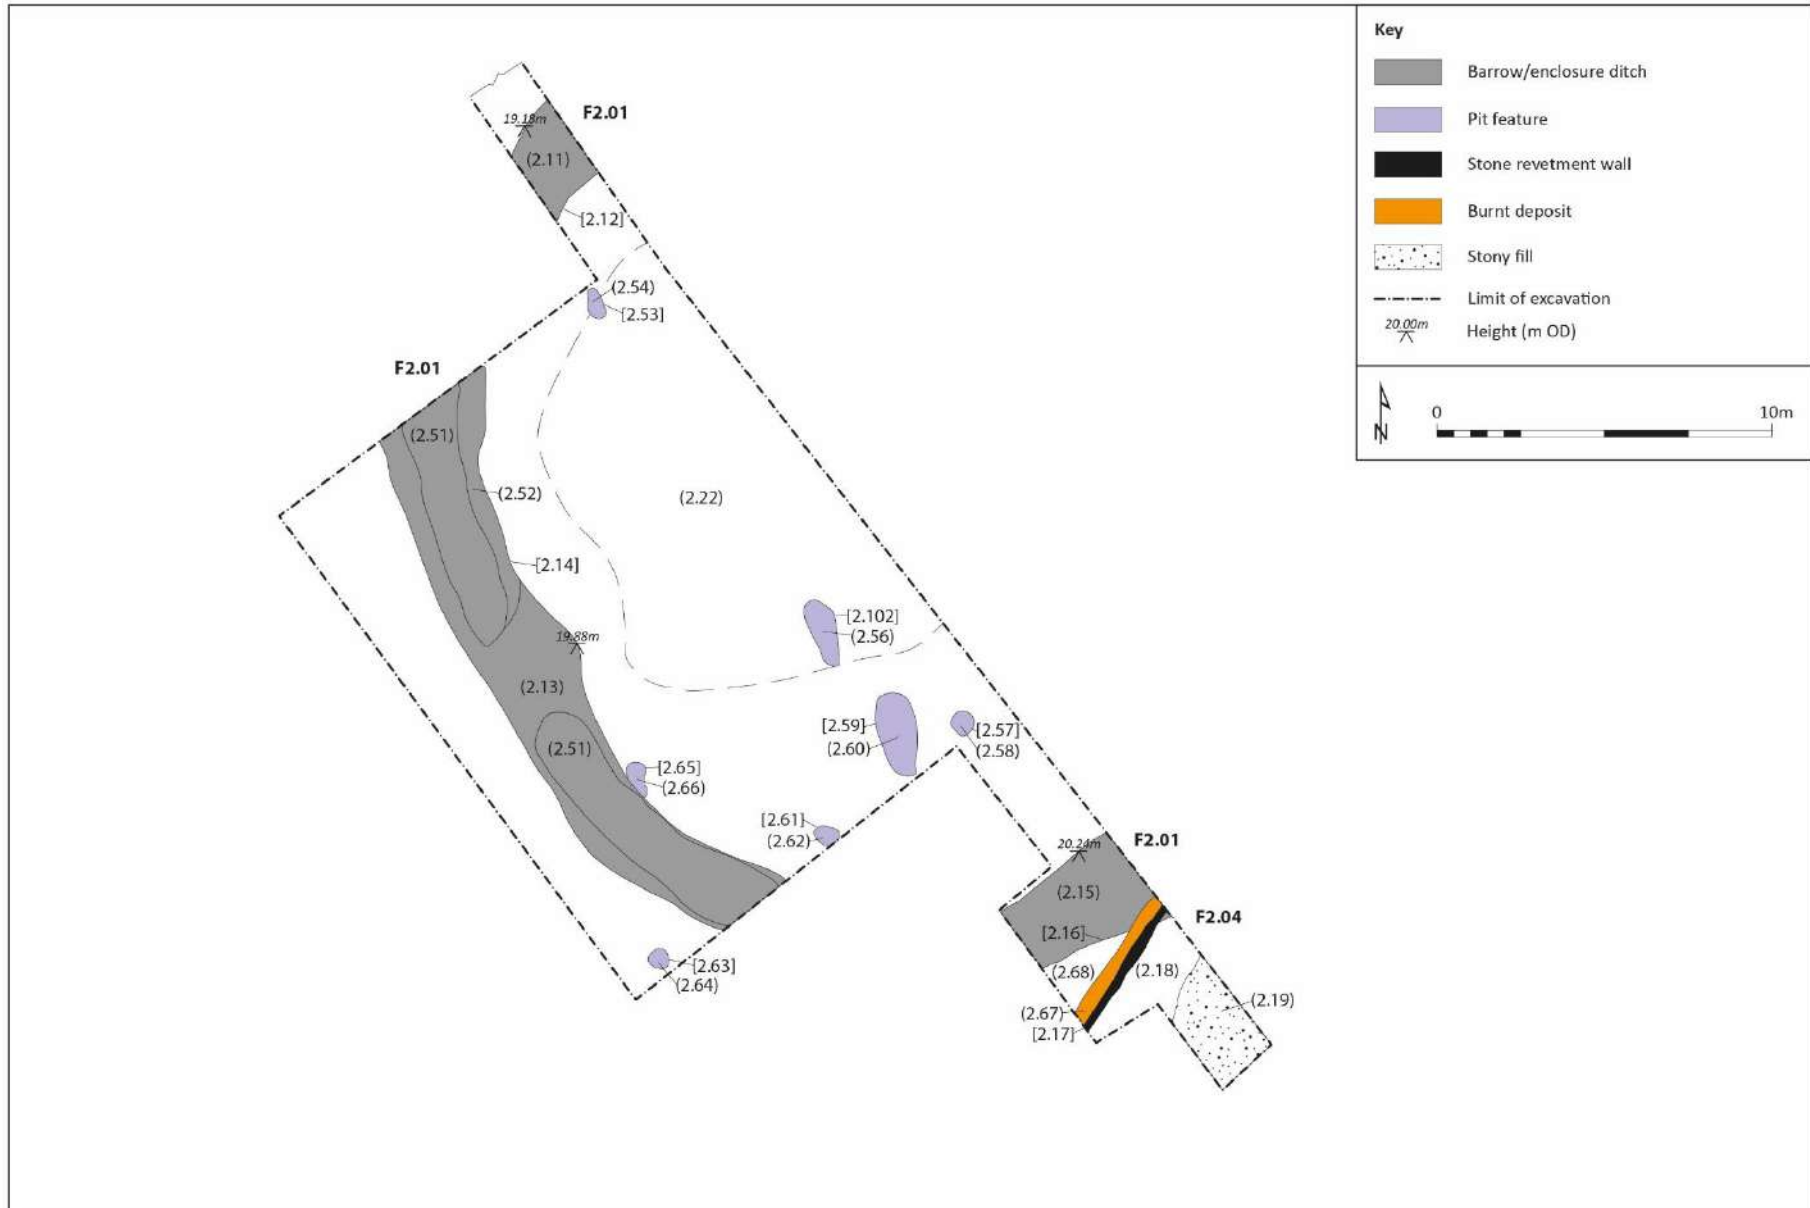 F2.01
19.18m
(2.11)
[2.12]
(2.54)
[2.53]
F2.01
(2.51)
(2.52)
(2.22)
[2.14]
[2.102]
(2.56)
19.88m
(2.13)
[2.59]
(2.60)
[2.57]
(2.58)
(2.51)
[2.65]
(2.66)
[2.61]
(2.62)
[2.63]
(2.64)
F2.01
20.24m
(2.15)
F2.04
[2.16]
(2.68)
(2.18)
(2.19)
(2.67)
[2.17]
Key
Barrow/enclosure ditch
Pit feature
Stone revetment wall
Burnt deposit
Stony fill
Limit of excavation
20.00m
Height (m OD)
N
0 10m